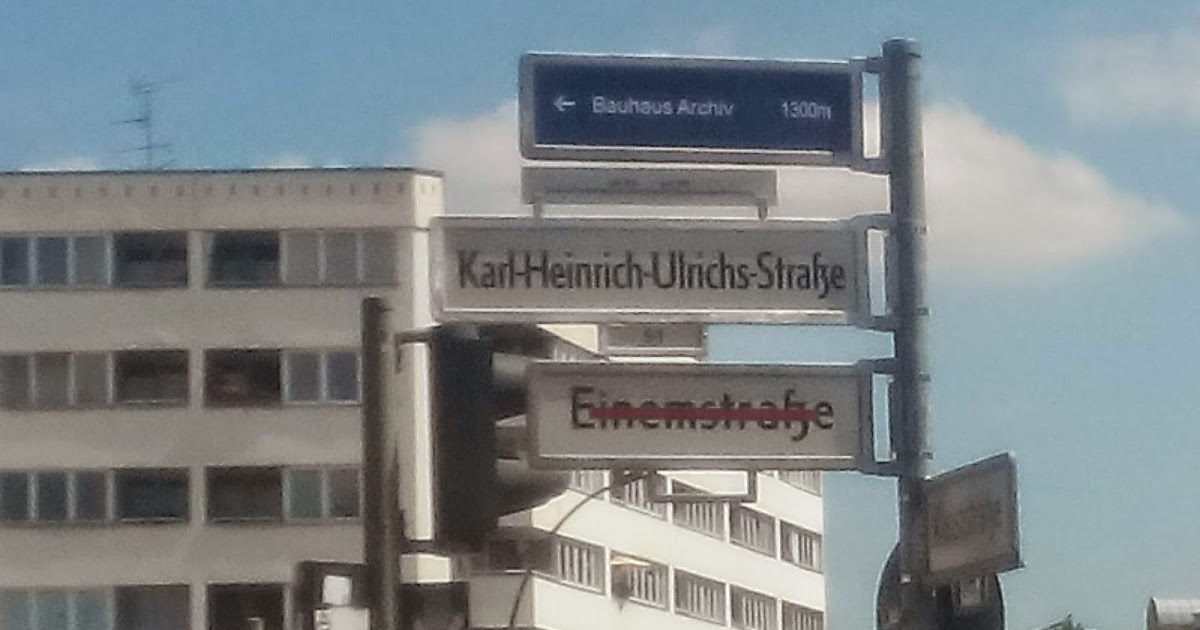 ← Bauhaus Archiv 1300m
Karl-Heinrich-Ulrichs-Straße
Einemstraße